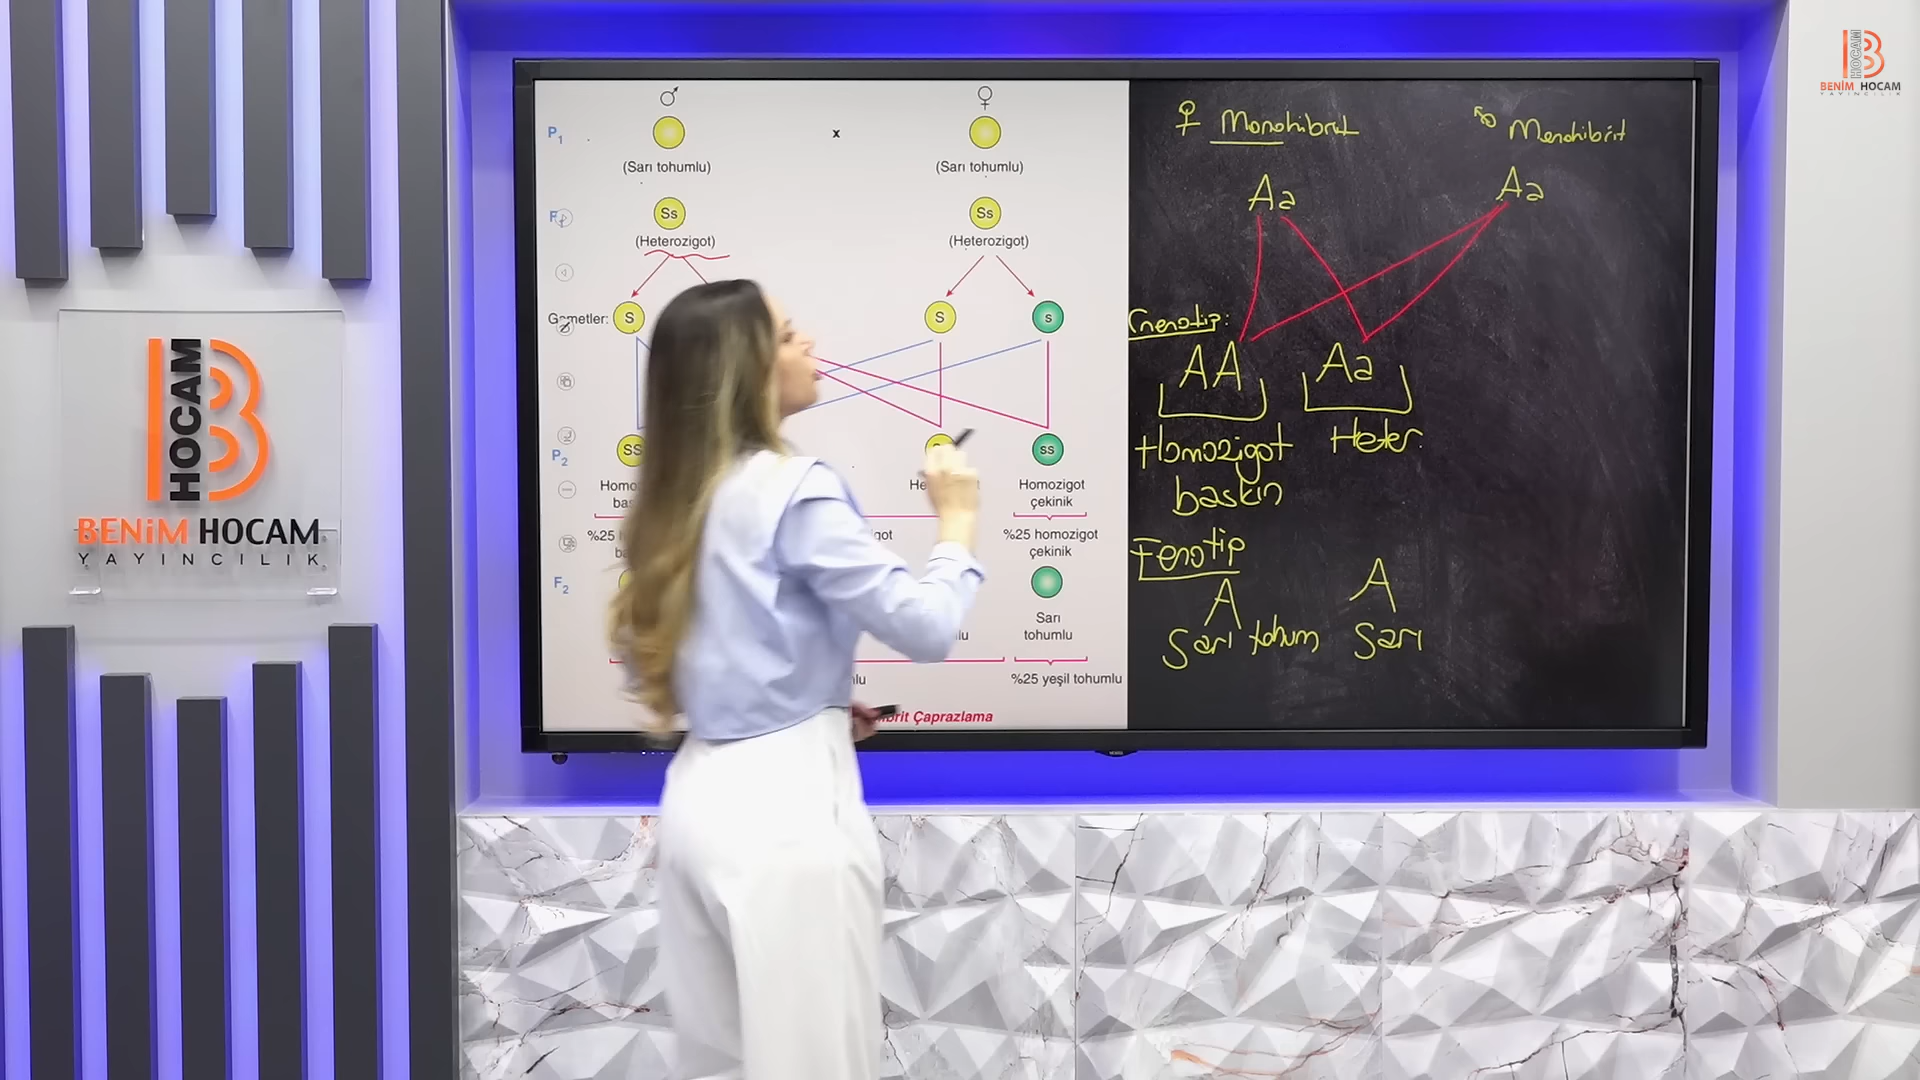 BENİM HOCAM
YAYINCILIK
HOCAM
BENİM HOCAM
YAYINCILIK
♂ ♀
P1 x
(Sarı tohumlu) (Sarı tohumlu)
Ss Ss
(Heterozigot) (Heterozigot)
Gametler: S S s
P2 SS ss
Homozigot
çekinik
%25 %25 homozigot
çekinik
F2
Sarı
tohumlu
%25 yeşil tohumlu
Çaprazlama
♀ Monohibrit ♂ Monohibrit
Aa Aa
Genotip:
AA Aa
Homozigot Heter.
baskın
Fenotip
A A
Sarı tohum Sarı